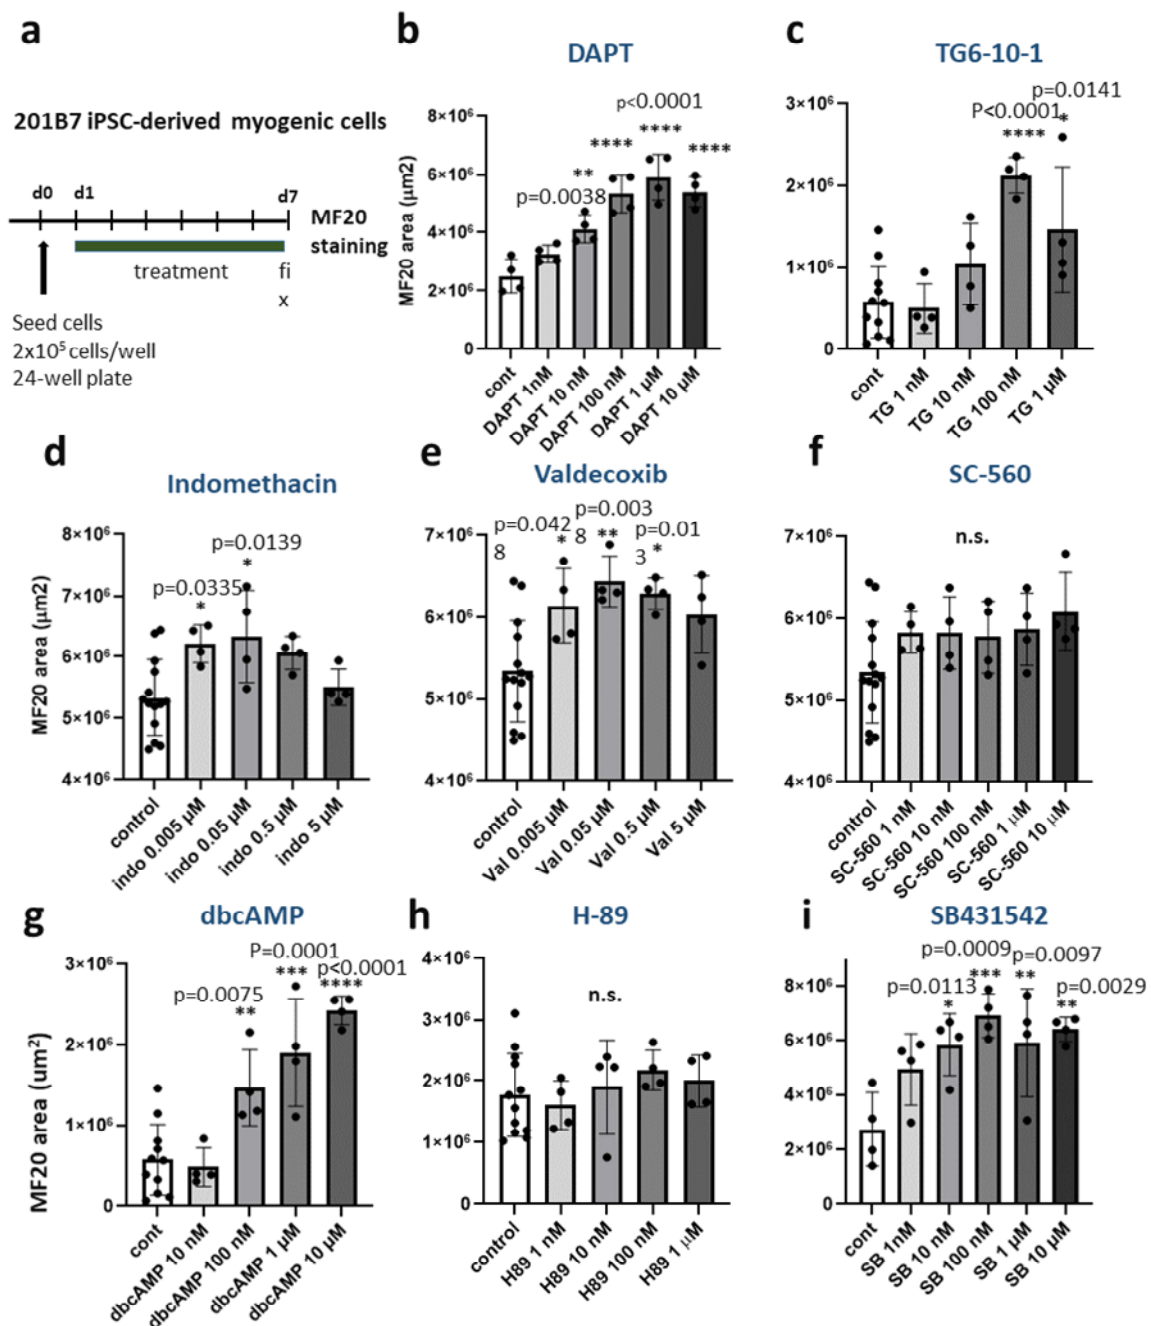 a
201B7 iPSC-derived myogenic cells
d0
d1
d7
MF20
staining
treatment
fi
x
Seed cells
2x10⁵ cells/well
24-well plate
b
DAPT
MF20 area (µm2)
8×10⁶
6×10⁶
4×10⁶
2×10⁶
0
p=0.0038
**
****
p<0.0001
****
****
cont
DAPT 1nM
DAPT 10 nM
DAPT 100 nM
DAPT 1 µM
DAPT 10 µM
c
TG6-10-1
3×10⁶
2×10⁶
1×10⁶
0
P<0.0001
****
p=0.0141
*
cont
TG 1 nM
TG 10 nM
TG 100 nM
TG 1 µM
d
Indomethacin
MF20 area (µm2)
8×10⁶
7×10⁶
6×10⁶
5×10⁶
4×10⁶
p=0.0335
*
p=0.0139
*
control
indo 0.005 µM
indo 0.05 µM
indo 0.5 µM
indo 5 µM
e
Valdecoxib
7×10⁶
6×10⁶
5×10⁶
4×10⁶
p=0.042
8
*
p=0.003
8
**
p=0.01
3
*
control
Val 0.005 µM
Val 0.05 µM
Val 0.5 µM
Val 5 µM
f
SC-560
n.s.
7×10⁶
6×10⁶
5×10⁶
4×10⁶
control
SC-560 1 nM
SC-560 10 nM
SC-560 100 nM
SC-560 1 µM
SC-560 10 µM
g
dbcAMP
MF20 area (um²)
3×10⁶
2×10⁶
1×10⁶
0
p=0.0075
**
P=0.0001
***
p<0.0001
****
cont
dbcAMP 10 nM
dbcAMP 100 nM
dbcAMP 1 µM
dbcAMP 10 µM
h
H-89
n.s.
4×10⁶
3×10⁶
2×10⁶
1×10⁶
0
control
H89 1 nM
H89 10 nM
H89 100 nM
H89 1 µM
i
SB431542
8×10⁶
6×10⁶
4×10⁶
2×10⁶
0
p=0.0113
*
p=0.0009
***
p=0.0097
**
p=0.0029
**
cont
SB 1nM
SB 10 nM
SB 100 nM
SB 1 µM
SB 10 µM